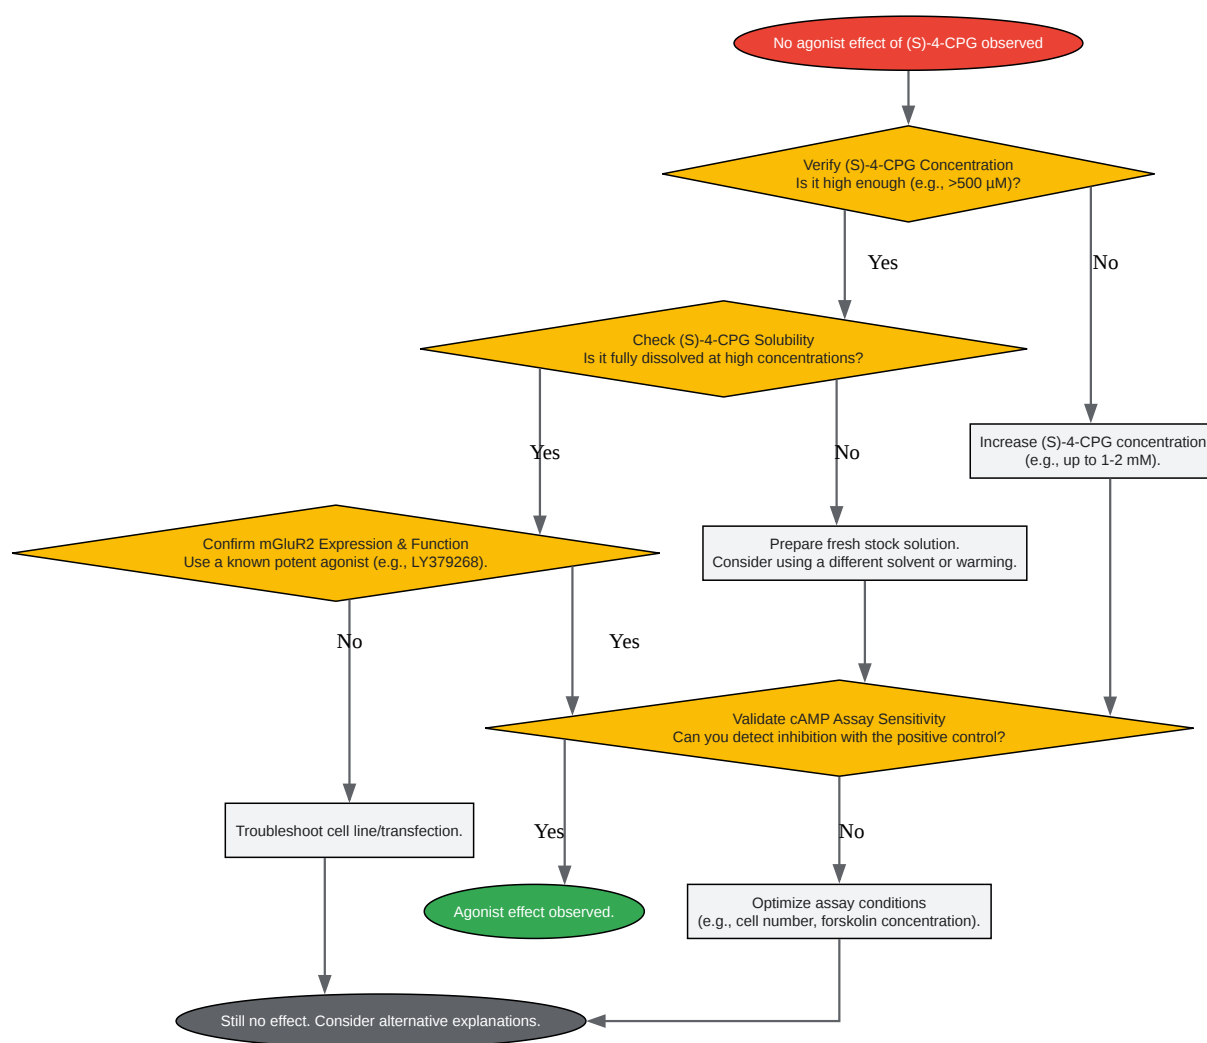 No agonist effect of (S)-4-CPG observed
Verify (S)-4-CPG Concentration
Is it high enough (e.g., >500 µM)?
Yes
No
Check (S)-4-CPG Solubility
Is it fully dissolved at high concentrations?
Yes
No
Increase (S)-4-CPG concentration
(e.g., up to 1-2 mM).
Confirm mGluR2 Expression & Function
Use a known potent agonist (e.g., LY379268).
Prepare fresh stock solution.
Consider using a different solvent or warming.
No
Yes
Validate cAMP Assay Sensitivity
Can you detect inhibition with the positive control?
Troubleshoot cell line/transfection.
Yes
No
Agonist effect observed.
Optimize assay conditions
(e.g., cell number, forskolin concentration).
Still no effect. Consider alternative explanations.